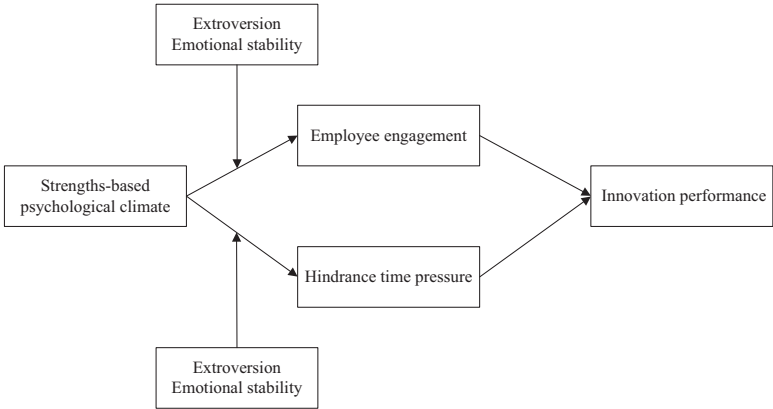 Extroversion
Emotional stability
Employee engagement
Strengths-based
psychological climate
Innovation performance
Hindrance time pressure
Extroversion
Emotional stability